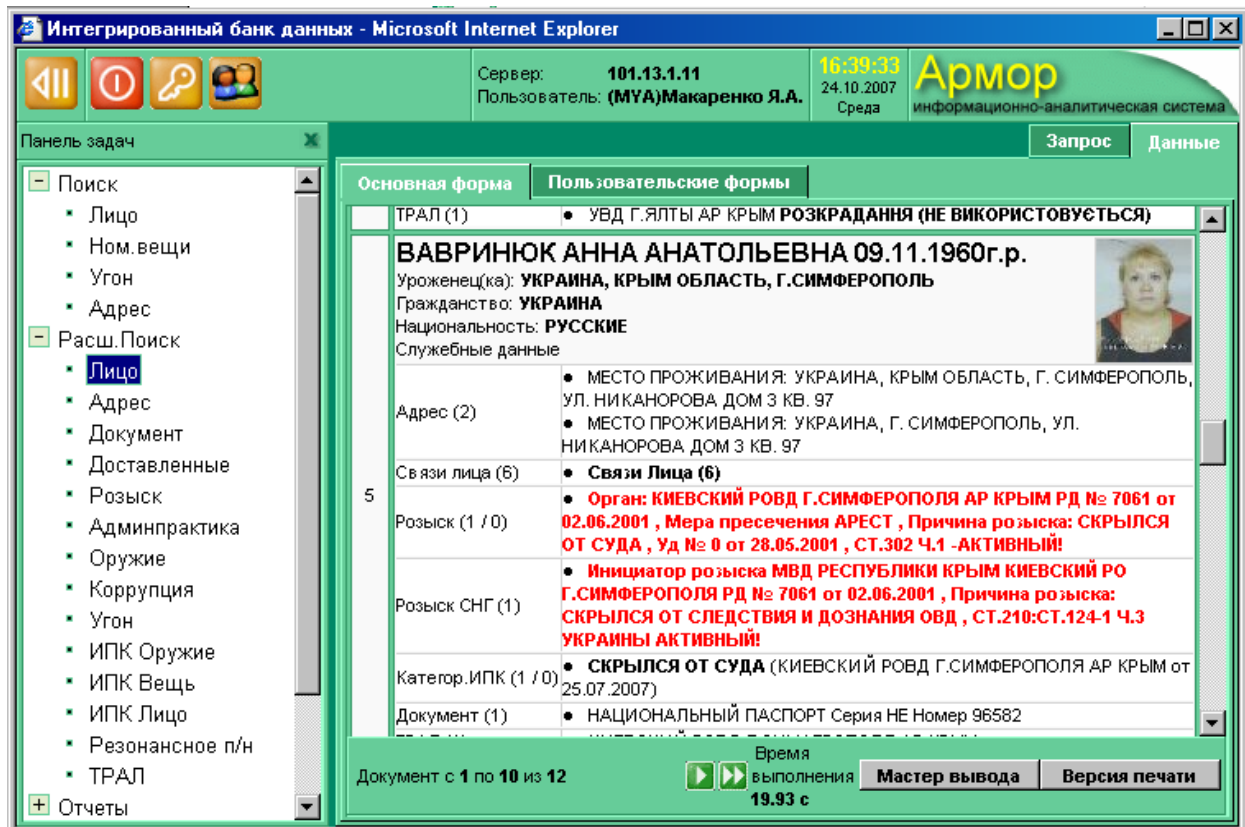 Интегрированный банк данных - Microsoft Internet Explorer
Сервер: 101.13.1.11
Пользователь: (МYА)Макаренко Я.А.
16:39:33
24.10.2007
Среда
Армор
информационно-аналитическая система
Панель задач
Запрос
Данные
Поиск
Лицо
Ном.вещи
Угон
Адрес
Расш.Поиск
Лицо
Адрес
Документ
Доставленные
Розыск
Админпрактика
Оружие
Коррупция
Угон
ИПК Оружие
ИПК Вещь
ИПК Лицо
Резонансное п/н
ТРАЛ
Отчеты
Основная форма
Пользовательские формы
ТРАЛ (1)
● УВД Г.ЯЛТЫ АР КРЫМ РОЗКРАДАННЯ (НЕ ВИКОРИСТОВУЄТЬСЯ)
5
ВАВРИНЮК АННА АНАТОЛЬЕВНА 09.11.1960г.р.
Уроженец(ка): УКРАИНА, КРЫМ ОБЛАСТЬ, Г.СИМФЕРОПОЛЬ
Гражданство: УКРАИНА
Национальность: РУССКИЕ
Служебные данные
Адрес (2)
● МЕСТО ПРОЖИВАНИЯ: УКРАИНА, КРЫМ ОБЛАСТЬ, Г. СИМФЕРОПОЛЬ,
УЛ. НИКАНОРОВА ДОМ 3 КВ. 97
● МЕСТО ПРОЖИВАНИЯ: УКРАИНА, Г. СИМФЕРОПОЛЬ, УЛ.
НИКАНОРОВА ДОМ 3 КВ. 97
Связи лица (6)
● Связи Лица (6)
Розыск (1 / 0)
● Орган: КИЕВСКИЙ РОВД Г.СИМФЕРОПОЛЯ АР КРЫМ РД № 7061 от
02.06.2001 , Мера пресечения АРЕСТ , Причина розыска: СКРЫЛСЯ
ОТ СУДА , Уд № 0 от 28.05.2001 , СТ.302 Ч.1 -АКТИВНЫЙ!
Розыск СНГ (1)
● Инициатор розыска МВД РЕСПУБЛИКИ КРЫМ КИЕВСКИЙ РО
Г.СИМФЕРОПОЛЯ РД № 7061 от 02.06.2001 , Причина розыска:
СКРЫЛСЯ ОТ СЛЕДСТВИЯ И ДОЗНАНИЯ ОВД , СТ.210:СТ.124-1 Ч.3
УКРАИНЫ АКТИВНЫЙ!
Категор.ИПК (1 / 0)
● СКРЫЛСЯ ОТ СУДА (КИЕВСКИЙ РОВД Г.СИМФЕРОПОЛЯ АР КРЫМ от
25.07.2007)
Документ (1)
● НАЦИОНАЛЬНЫЙ ПАСПОРТ Серия НЕ Номер 96582
Документ с 1 по 10 из 12
Время
выполнения
19.93 с
Мастер вывода
Версия печати